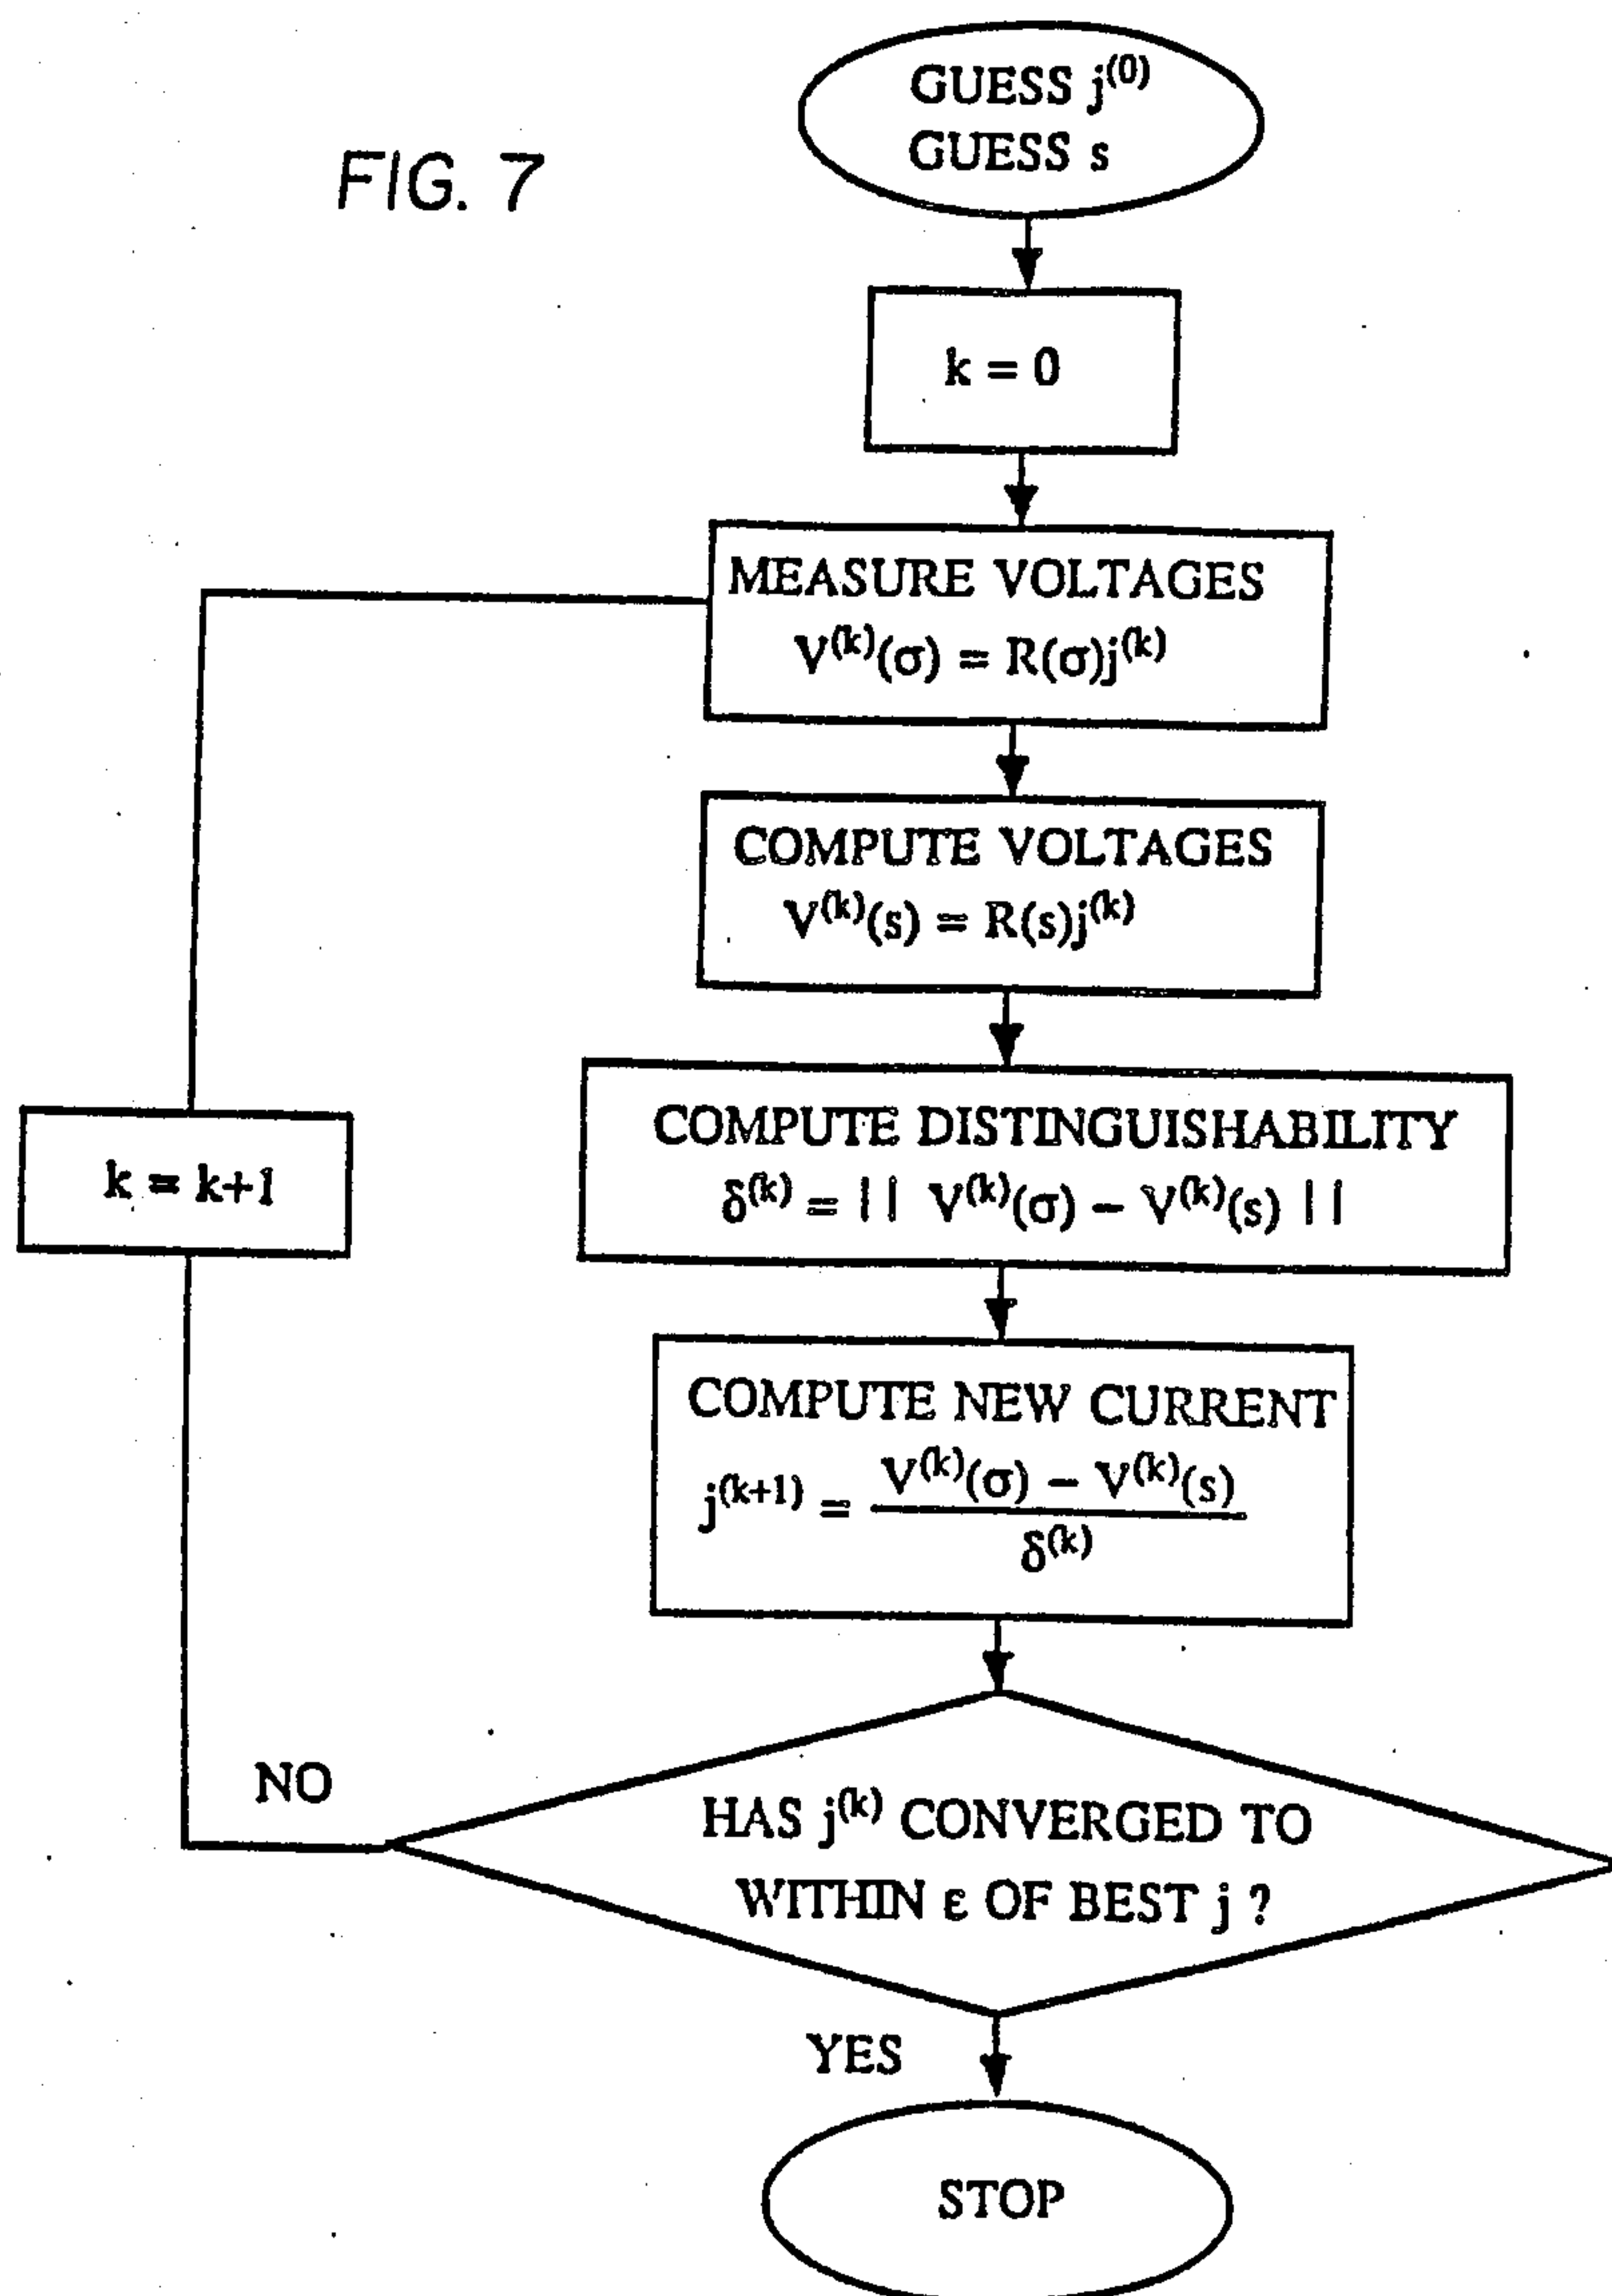 FIG. 7
GUESS j⁽⁰⁾
GUESS s
k = 0
MEASURE VOLTAGES
V⁽ᵏ⁾(σ) = R(σ)j⁽ᵏ⁾
COMPUTE VOLTAGES
V⁽ᵏ⁾(s) = R(s)j⁽ᵏ⁾
COMPUTE DISTINGUISHABILITY
δ⁽ᵏ⁾ = || V⁽ᵏ⁾(σ) – V⁽ᵏ⁾(s) ||
k = k+1
COMPUTE NEW CURRENT
j⁽ᵏ⁺¹⁾ = V⁽ᵏ⁾(σ) – V⁽ᵏ⁾(s)
δ⁽ᵏ⁾
NO
HAS j⁽ᵏ⁾ CONVERGED TO
WITHIN ε OF BEST j ?
YES
STOP